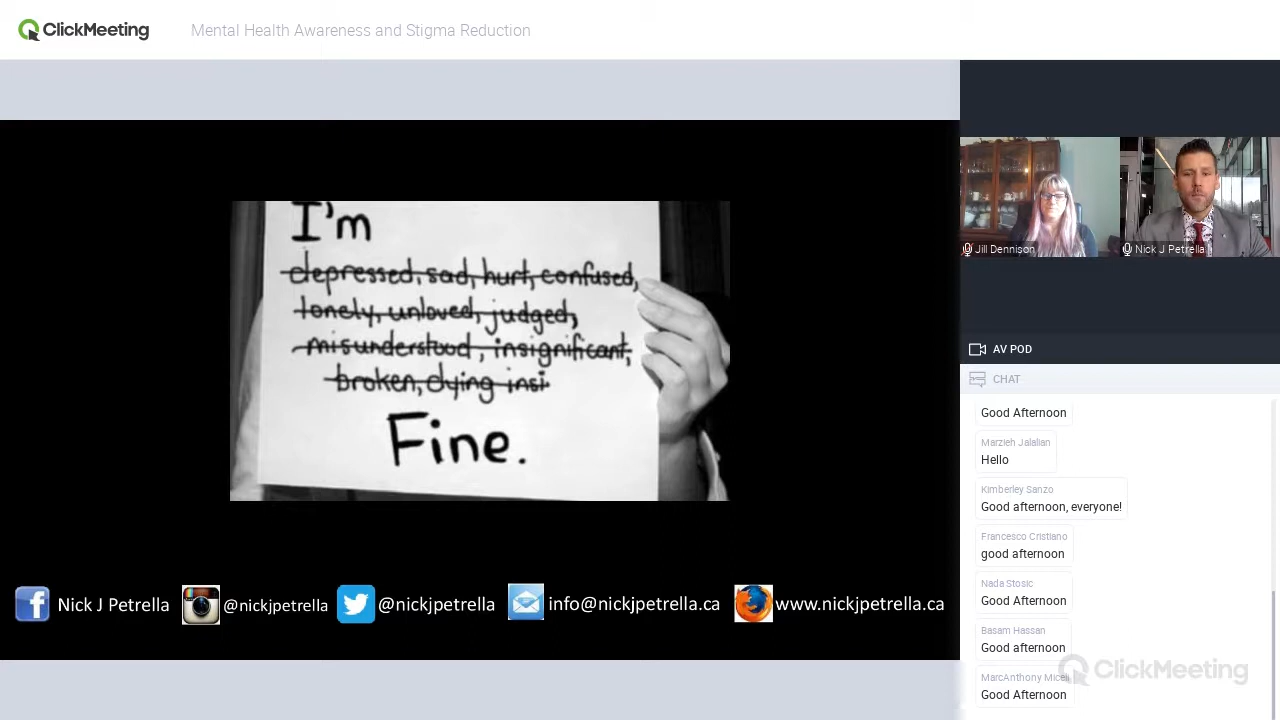 ClickMeeting
Mental Health Awareness and Stigma Reduction
I'm
depressed, sad, hurt, confused,
lonely, unloved, judged,
misunderstood, insignificant,
broken, dying insi
Fine.
Nick J Petrella
@nickjpetrella
@nickjpetrella
info@nickjpetrella.ca
www.nickjpetrella.ca
Jill Dennison
Nick J Petrella
AV POD
CHAT
Good Afternoon
Marzieh Jalalian
Hello
Kimberley Sanzo
Good afternoon, everyone!
Francesco Cristiano
good afternoon
Nada Stosic
Good Afternoon
Basam Hassan
Good afternoon
MarcAnthony Miceli
Good Afternoon
ClickMeeting